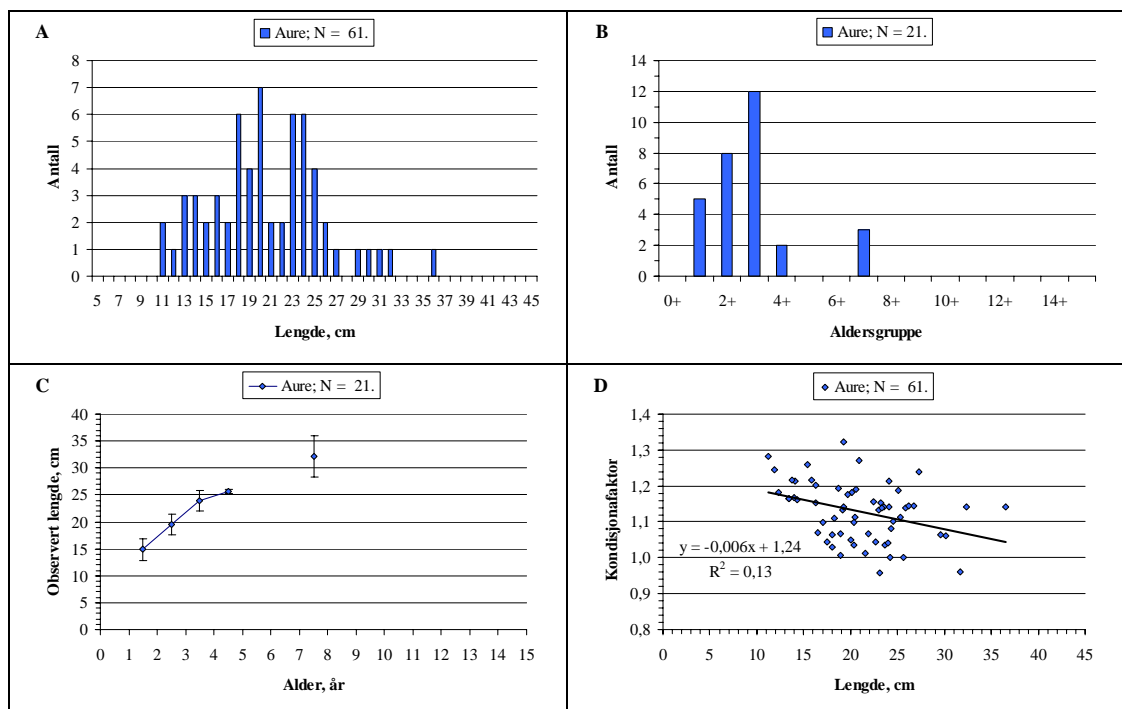 A
Aure; N = 61.
Antall
8
7
6
5
4
3
2
1
0
5 7 9 11 13 15 17 19 21 23 25 27 29 31 33 35 37 39 41 43 45
Lengde, cm
B
Aure; N = 21.
Antall
14
12
10
8
6
4
2
0
0+ 2+ 4+ 6+ 8+ 10+ 12+ 14+
Aldersgruppe
C
Aure; N = 21.
Observert lengde, cm
40
35
30
25
20
15
10
5
0
0 1 2 3 4 5 6 7 8 9 10 11 12 13 14 15
Alder, år
D
Aure; N = 61.
Kondisjonafaktor
1,4
1,3
1,2
1,1
1,0
0,9
0,8
y = -0,006x + 1,24
R² = 0,13
0 5 10 15 20 25 30 35 40 45
Lengde, cm